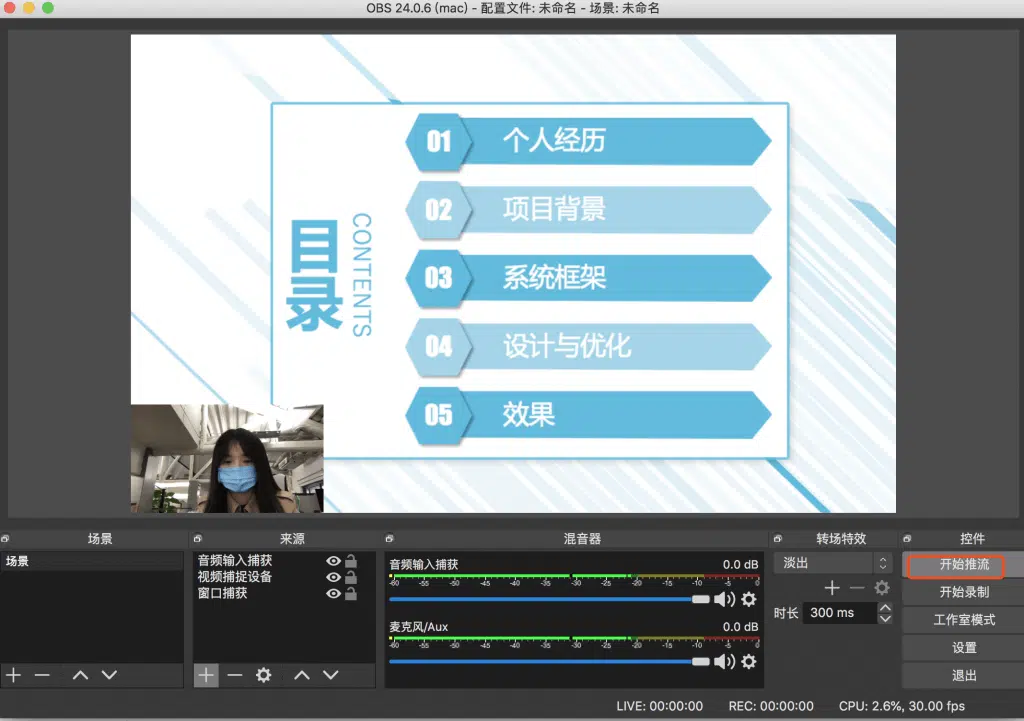 OBS 24.0.6 (mac) - 配置文件: 未命名 - 场景: 未命名
目录
CONTENTS
01 个人经历
02 项目背景
03 系统框架
04 设计与优化
05 效果
场景
来源
混音器
转场特效
控件
场景
音频输入捕获
视频捕捉设备
窗口捕获
音频输入捕获 0.0 dB
-60 -55 -50 -45 -40 -35 -30 -25 -20 -15 -10 -5 0
麦克风/Aux 0.0 dB
-60 -55 -50 -45 -40 -35 -30 -25 -20 -15 -10 -5 0
淡出
时长 300 ms
开始推流
开始录制
工作室模式
设置
退出
LIVE: 00:00:00 REC: 00:00:00 CPU: 2.6%, 30.00 fps